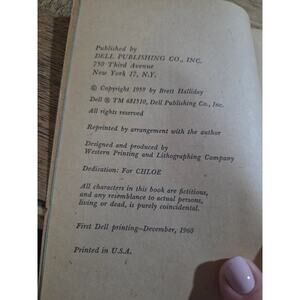 Published by
DELL PUBLISHING CO., INC.
750 Third Avenue
New York 17, N.Y.
© Copyright 1959 by Brett Halliday
Dell ® TM 681510, Dell Publishing Co., Inc.
All rights reserved
Reprinted by arrangement with the author
Designed and produced by
Western Printing and Lithographing Company
Dedication: For CHLOE
All characters in this book are fictitious,
and any resemblance to actual persons,
living or dead, is purely coincidental.
First Dell printing—December, 1960
Printed in U.S.A.